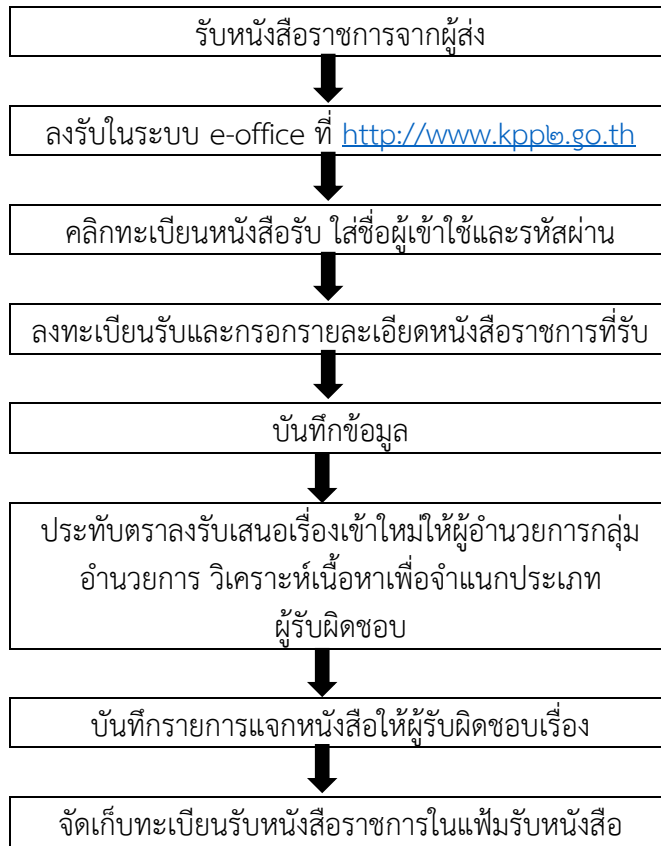 รับหนังสือราชการจากผู้ส่ง
ลงรับในระบบ e-office ที่ http://www.kpp๒.go.th
คลิกทะเบียนหนังสือรับ ใส่ชื่อผู้เข้าใช้และรหัสผ่าน
ลงทะเบียนรับและกรอกรายละเอียดหนังสือราชการที่รับ
บันทึกข้อมูล
ประทับตราลงรับเสนอเรื่องเข้าใหม่ให้ผู้อำนวยการกลุ่ม
อำนวยการ วิเคราะห์เนื้อหาเพื่อจำแนกประเภท
ผู้รับผิดชอบ
บันทึกรายการแจกหนังสือให้ผู้รับผิดชอบเรื่อง
จัดเก็บทะเบียนรับหนังสือราชการในแฟ้มรับหนังสือ